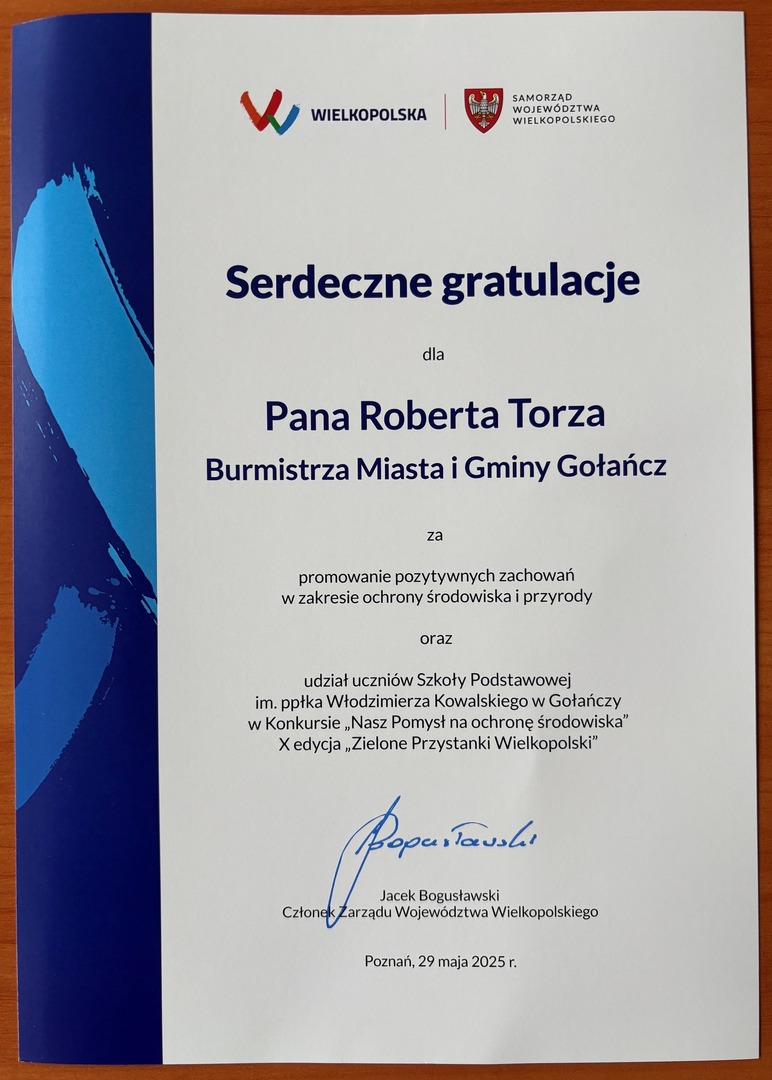 WIELKOPOLSKA
SAMORZĄD
WOJEWÓDZTWA
WIELKOPOLSKIEGO
Serdeczne gratulacje
dla
Pana Roberta Torza
Burmistrza Miasta i Gminy Gołańcz
za
promowanie pozytywnych zachowań
w zakresie ochrony środowiska i przyrody
oraz
udział uczniów Szkoły Podstawowej
im. ppłka Włodzimierza Kowalskiego w Gołańczy
w Konkursie „Nasz Pomysł na ochronę środowiska”
X edycja „Zielone Przystanki Wielkopolski”
JBogusławski
Jacek Bogusławski
Członek Zarządu Województwa Wielkopolskiego
Poznań, 29 maja 2025 r.